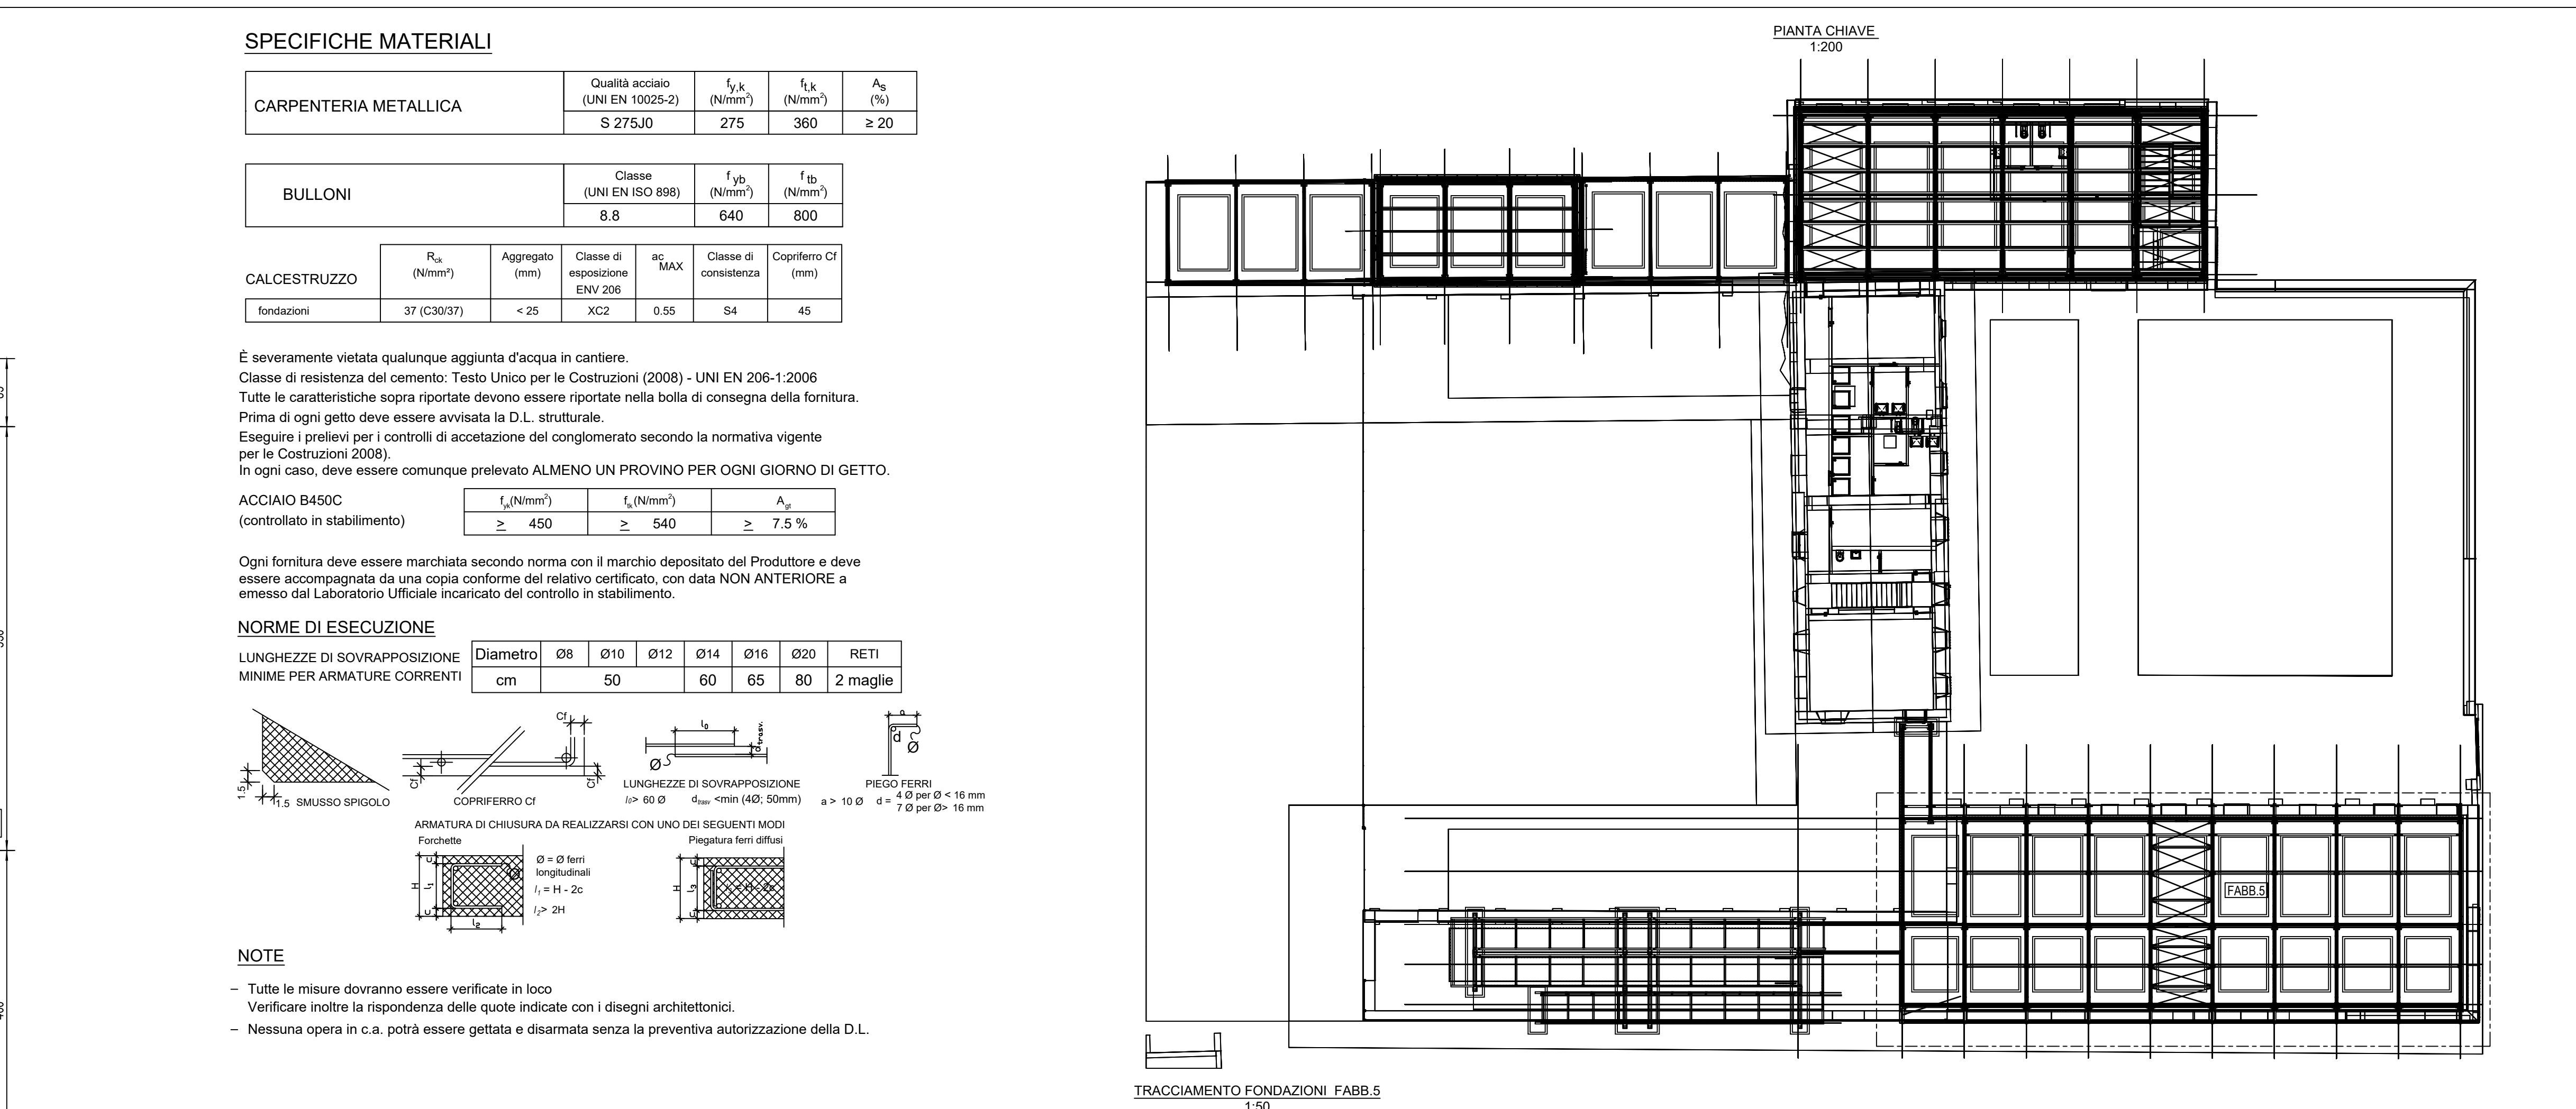 SPECIFICHE MATERIALI
CARPENTERIA METALLICA
Qualità acciaio (UNI EN 10025-2)
fy,k (N/mm²)
ft,k (N/mm²)
As (%)
S 275J0 275 360 ≥ 20
BULLONI
Classe (UNI EN ISO 898)
f yb (N/mm²)
f tb (N/mm²)
8.8 640 800
CALCESTRUZZO
Rck (N/mm²)
Aggregato (mm)
Classe di esposizione ENV 206
ac MAX
Classe di consistenza
Copriferro Cf (mm)
fondazioni 37 (C30/37) < 25 XC2 0.55 S4 45
È severamente vietata qualunque aggiunta d'acqua in cantiere.
Classe di resistenza del cemento: Testo Unico per le Costruzioni (2008) - UNI EN 206-1:2006
Tutte le caratteristiche sopra riportate devono essere riportate nella bolla di consegna della fornitura.
Prima di ogni getto deve essere avvisata la D.L. strutturale.
Eseguire i prelievi per i controlli di accetazione del conglomerato secondo la normativa vigente
per le Costruzioni 2008).
In ogni caso, deve essere comunque prelevato ALMENO UN PROVINO PER OGNI GIORNO DI GETTO.
ACCIAIO B450C
(controllato in stabilimento)
fyk(N/mm²) ftk(N/mm²) Agt
≥ 450 ≥ 540 ≥ 7.5 %
Ogni fornitura deve essere marchiata secondo norma con il marchio depositato del Produttore e deve
essere accompagnata da una copia conforme del relativo certificato, con data NON ANTERIORE a
emesso dal Laboratorio Ufficiale incaricato del controllo in stabilimento.
NORME DI ESECUZIONE
LUNGHEZZE DI SOVRAPPOSIZIONE
MINIME PER ARMATURE CORRENTI
Diametro Ø8 Ø10 Ø12 Ø14 Ø16 Ø20 RETI
cm 50 60 65 80 2 maglie
1.5
1.5 SMUSSO SPIGOLO
Cf
Cf
Cf
COPRIFERRO Cf
l0
d trasv.
Ø
LUNGHEZZE DI SOVRAPPOSIZIONE
l0> 60 Ø dtrasv <min (4Ø; 50mm)
a
d
Ø
PIEGO FERRI
a > 10 Ø d = 4 Ø per Ø < 16 mm
7 Ø per Ø> 16 mm
ARMATURA DI CHIUSURA DA REALIZZARSI CON UNO DEI SEGUENTI MODI
Forchette
c
H
l1
c
l2
Ø
Ø = Ø ferri
longitudinali
l1 = H - 2c
l2> 2H
Piegatura ferri diffusi
c
H
l3
c
= H - 2c
NOTE
– Tutte le misure dovranno essere verificate in loco
Verificare inoltre la rispondenza delle quote indicate con i disegni architettonici.
– Nessuna opera in c.a. potrà essere gettata e disarmata senza la preventiva autorizzazione della D.L.
PIANTA CHIAVE
1:200
FABB.5
TRACCIAMENTO FONDAZIONI FABB.5
1:50